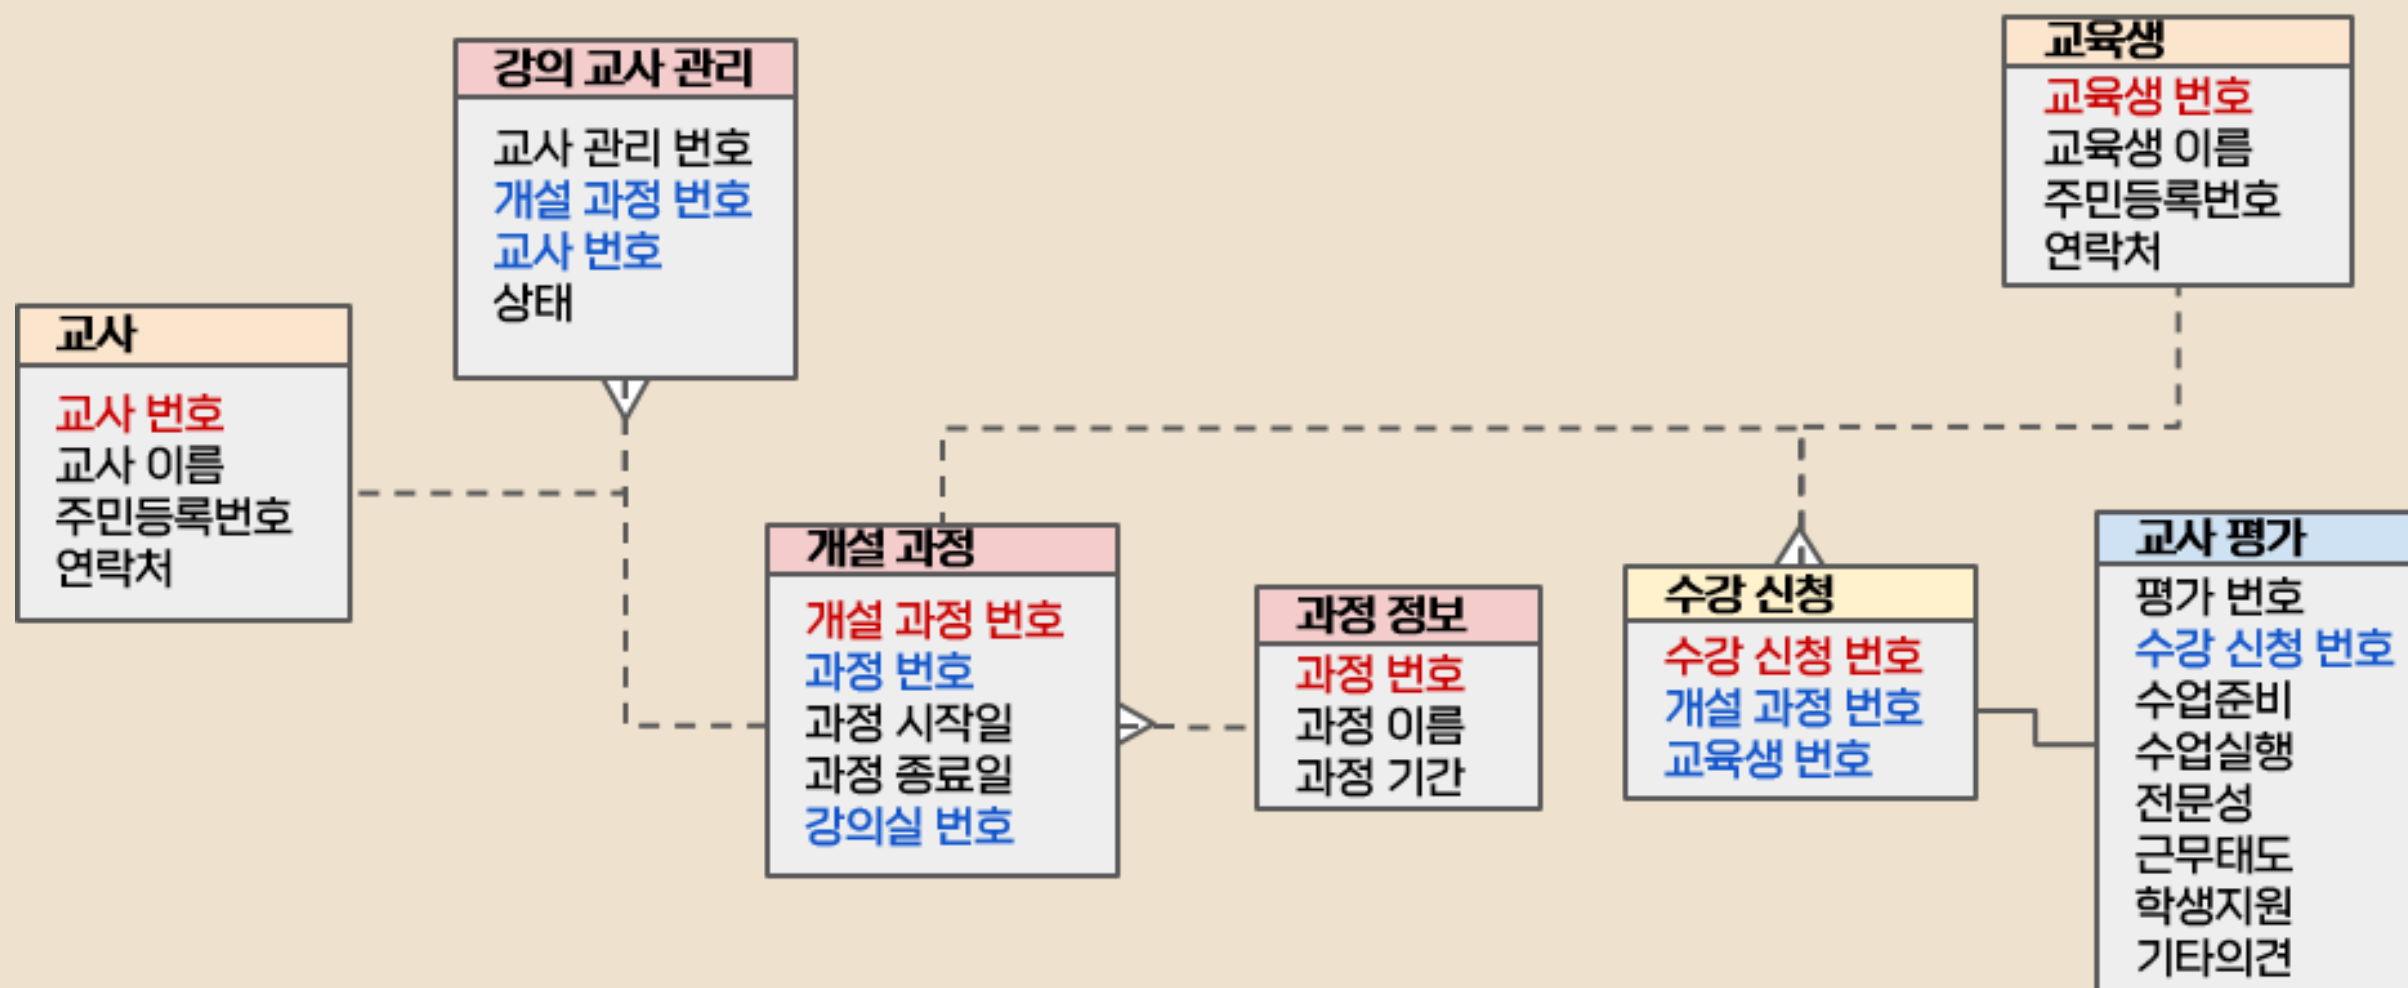 강의 교사 관리
교사 관리 번호
개설 과정 번호
교사 번호
상태
교육생
교육생 번호
교육생 이름
주민등록번호
연락처
교사
교사 번호
교사 이름
주민등록번호
연락처
개설 과정
개설 과정 번호
과정 번호
과정 시작일
과정 종료일
강의실 번호
과정 정보
과정 번호
과정 이름
과정 기간
수강 신청
수강 신청 번호
개설 과정 번호
교육생 번호
교사 평가
평가 번호
수강 신청 번호
수업준비
수업실행
전문성
근무태도
학생지원
기타의견